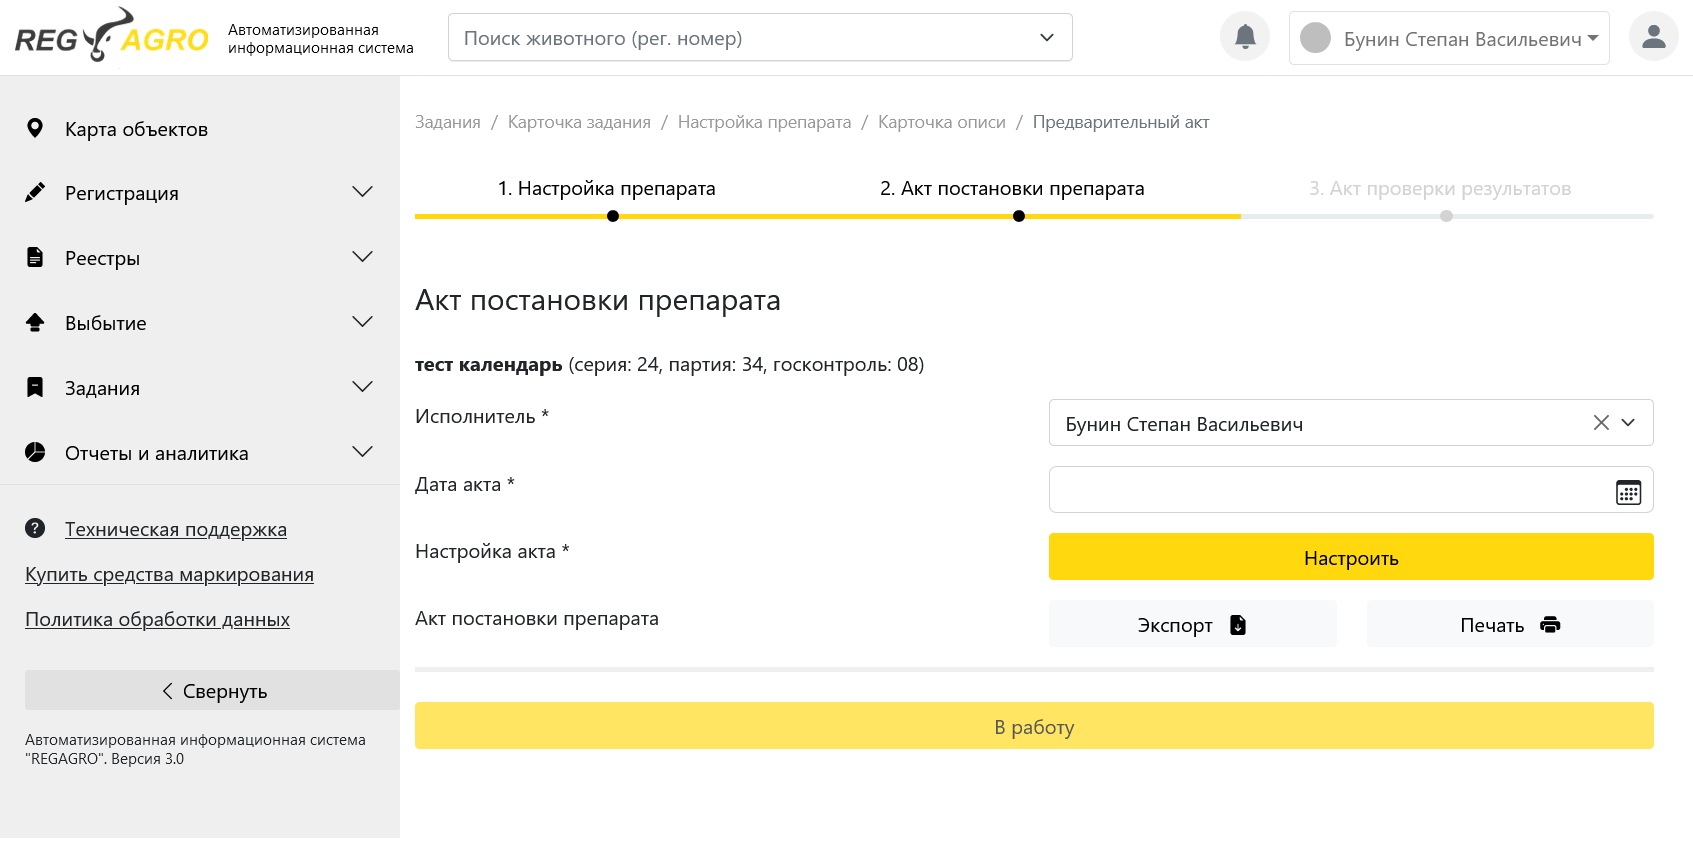 REG AGRO
Автоматизированная
информационная система
Поиск животного (рег. номер)
Бунин Степан Васильевич
Карта объектов
Регистрация
Реестры
Выбытие
Задания
Отчеты и аналитика
Техническая поддержка
Купить средства маркирования
Политика обработки данных
Свернуть
Автоматизированная информационная система
"REGAGRO". Версия 3.0
Задания / Карточка задания / Настройка препарата / Карточка описи / Предварительный акт
1. Настройка препарата
2. Акт постановки препарата
3. Акт проверки результатов
Акт постановки препарата
тест календарь (серия: 24, партия: 34, госконтроль: 08)
Исполнитель *
Бунин Степан Васильевич
Дата акта *
Настройка акта *
Настроить
Акт постановки препарата
Экспорт
Печать
В работу